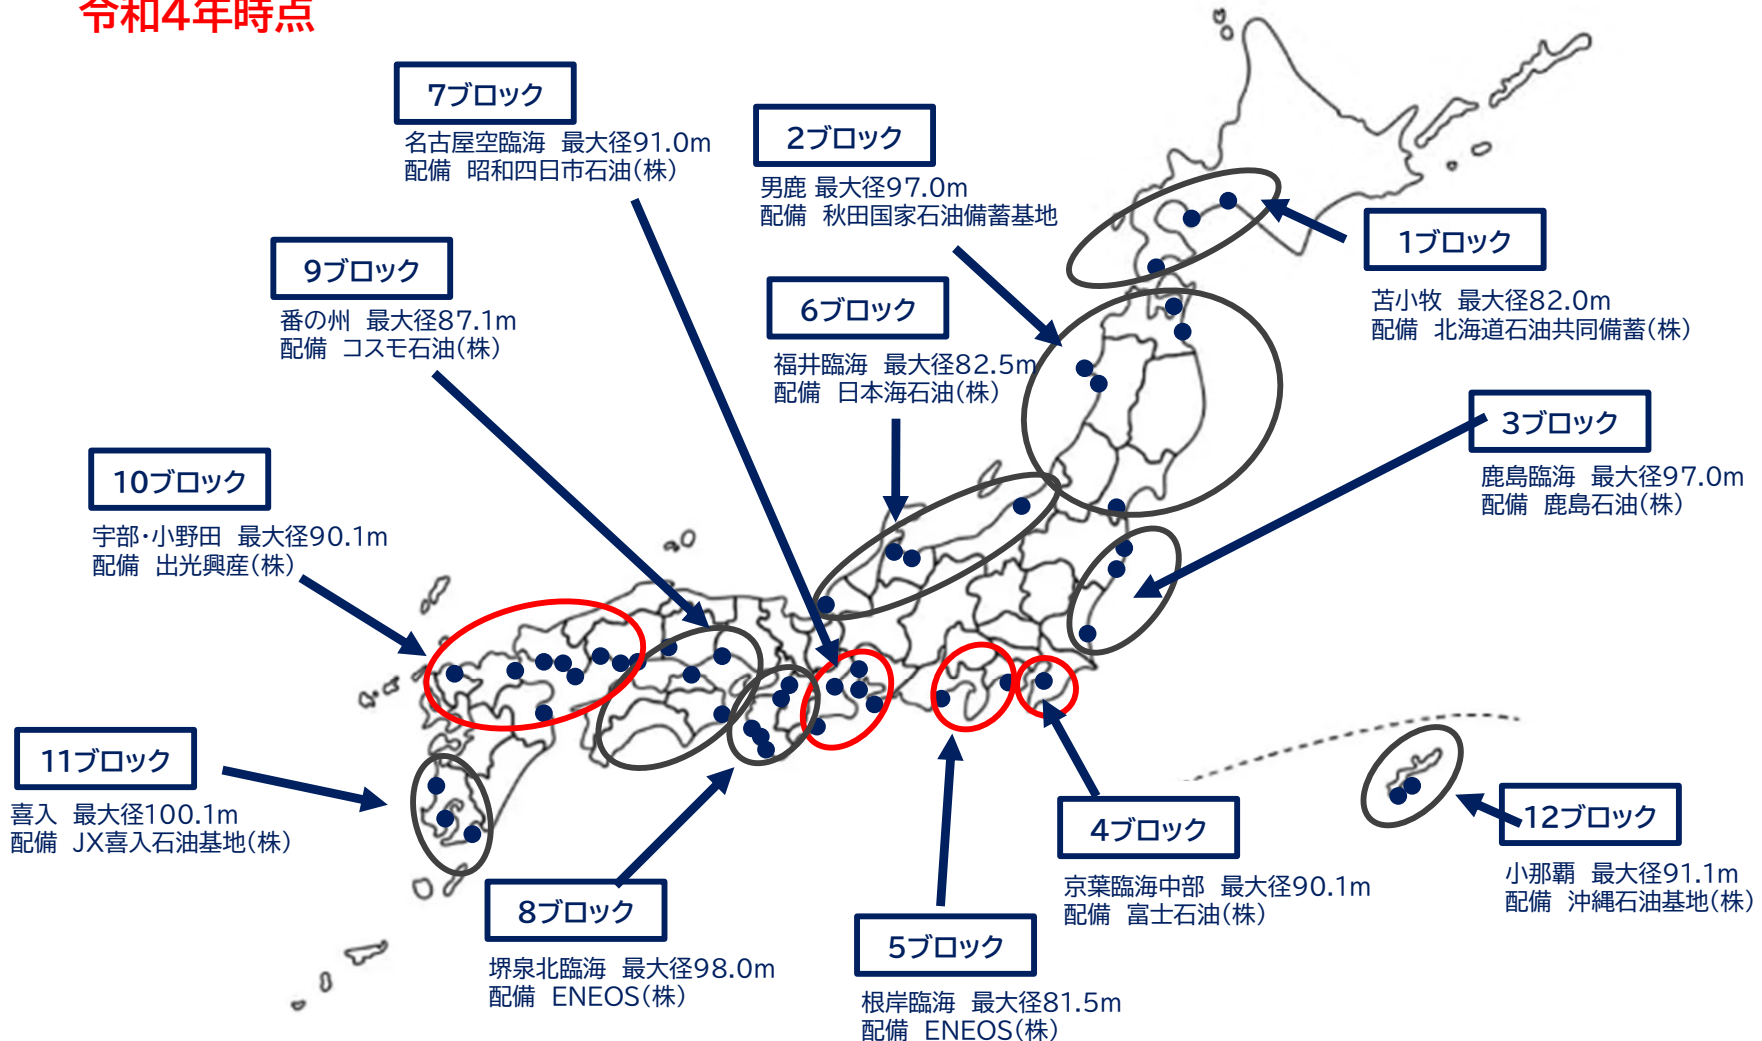 令和4年時点
7ブロック
名古屋空臨海 最大径91.0m
配備 昭和四日市石油(株)
2ブロック
男鹿 最大径97.0m
配備 秋田国家石油備蓄基地
1ブロック
苫小牧 最大径82.0m
配備 北海道石油共同備蓄(株)
9ブロック
番の州 最大径87.1m
配備 コスモ石油(株)
6ブロック
福井臨海 最大径82.5m
配備 日本海石油(株)
3ブロック
鹿島臨海 最大径97.0m
配備 鹿島石油(株)
10ブロック
宇部・小野田 最大径90.1m
配備 出光興産(株)
11ブロック
喜入 最大径100.1m
配備 JX喜入石油基地(株)
8ブロック
堺泉北臨海 最大径98.0m
配備 ENEOS(株)
5ブロック
根岸臨海 最大径81.5m
配備 ENEOS(株)
4ブロック
京葉臨海中部 最大径90.1m
配備 富士石油(株)
12ブロック
小那覇 最大径91.1m
配備 沖縄石油基地(株)